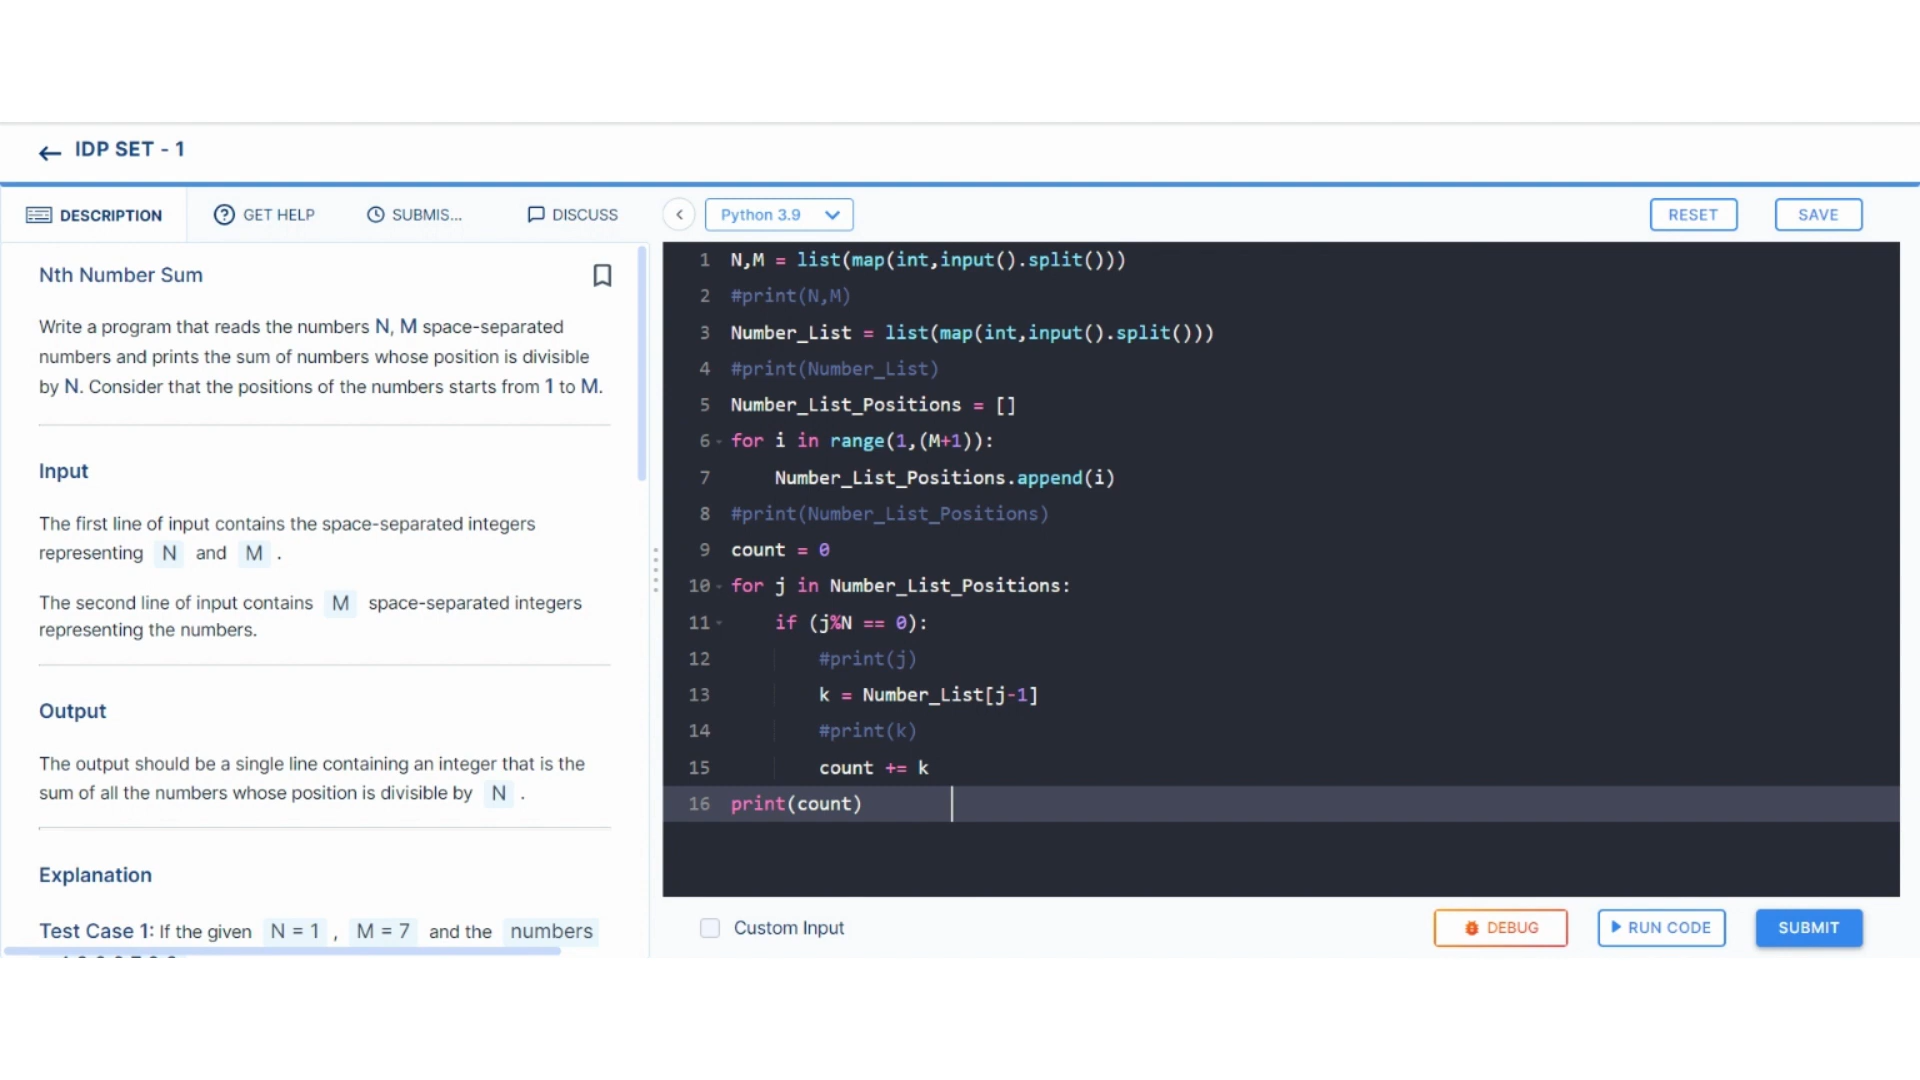 IDP SET - 1
DESCRIPTION
GET HELP
SUBMIS...
DISCUSS
Python 3.9
RESET
SAVE
Nth Number Sum
Write a program that reads the numbers N, M space-separated
numbers and prints the sum of numbers whose position is divisible
by N. Consider that the positions of the numbers starts from 1 to M.
Input
The first line of input contains the space-separated integers
representing N and M .
The second line of input contains M space-separated integers
representing the numbers.
Output
The output should be a single line containing an integer that is the
sum of all the numbers whose position is divisible by N .
Explanation
Test Case 1: If the given N = 1 , M = 7 and the numbers
1 N,M = list(map(int,input().split()))
2 #print(N,M)
3 Number_List = list(map(int,input().split()))
4 #print(Number_List)
5 Number_List_Positions = []
6 for i in range(1,(M+1)):
7 Number_List_Positions.append(i)
8 #print(Number_List_Positions)
9 count = 0
10 for j in Number_List_Positions:
11 if (j%N == 0):
12 #print(j)
13 k = Number_List[j-1]
14 #print(k)
15 count += k
16 print(count)
Custom Input
DEBUG
RUN CODE
SUBMIT